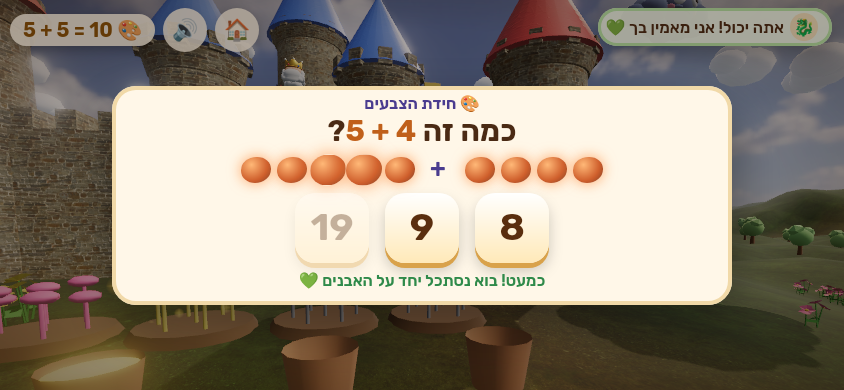 אתה יכול! אני מאמין בך 💚
5 + 5 = 10
🎨 חידת הצבעים
כמה זה 4 + 5?
+
8
9
19
כמעט! בוא נסתכל יחד על האבנים 💚